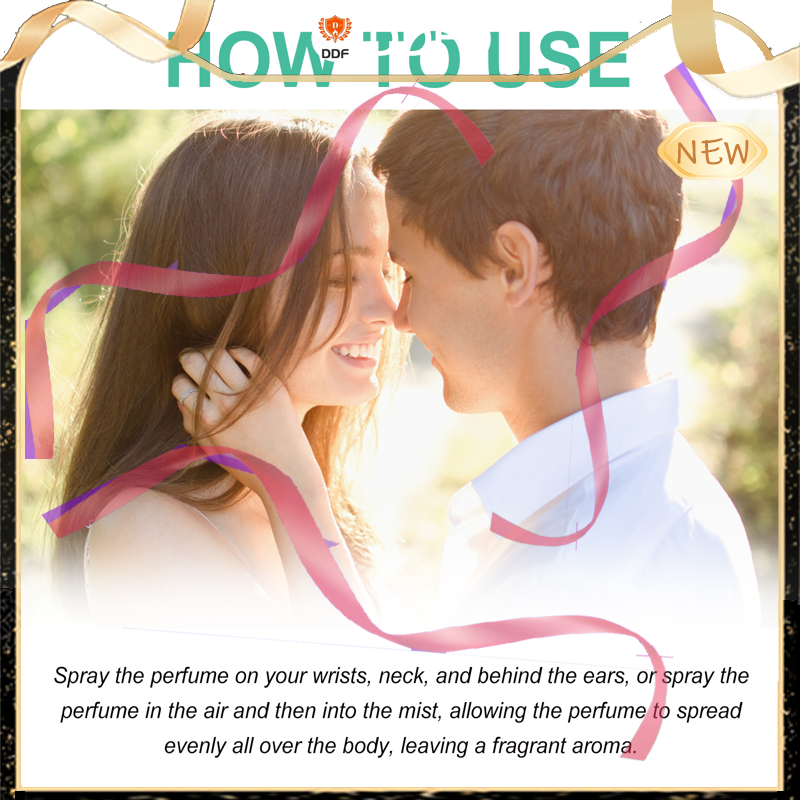 HOW TO USE
DDF
NEW
Spray the perfume on your wrists, neck, and behind the ears, or spray the
perfume in the air and then into the mist, allowing the perfume to spread
evenly all over the body, leaving a fragrant aroma.